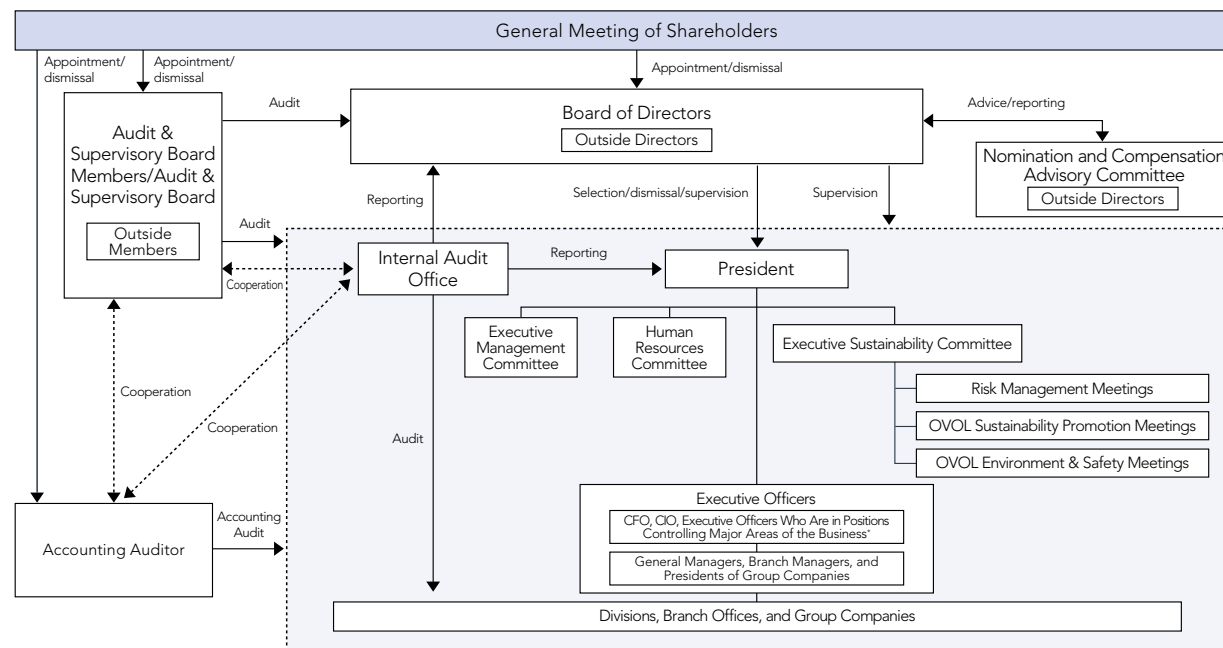 General Meeting of Shareholders
Appointment/
dismissal
Appointment/
dismissal
Appointment/dismissal
Audit
Board of Directors
Outside Directors
Advice/reporting
Audit &
Supervisory Board
Members/Audit &
Supervisory Board
Outside
Members
Nomination and Compensation
Advisory Committee
Outside Directors
Reporting
Selection/dismissal/supervision
Supervision
Audit
Cooperation
Internal Audit
Office
Reporting
President
Executive
Management
Committee
Human
Resources
Committee
Executive Sustainability Committee
Risk Management Meetings
OVOL Sustainability Promotion Meetings
OVOL Environment & Safety Meetings
Cooperation
Cooperation
Audit
Executive Officers
CFO, CIO, Executive Officers Who Are in Positions
Controlling Major Areas of the Business*
General Managers, Branch Managers, and
Presidents of Group Companies
Accounting Auditor
Accounting
Audit
Divisions, Branch Offices, and Group Companies